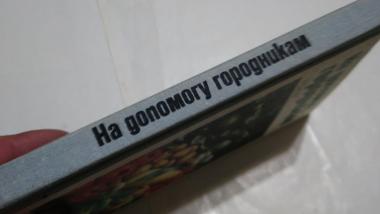 На допомогу городникам